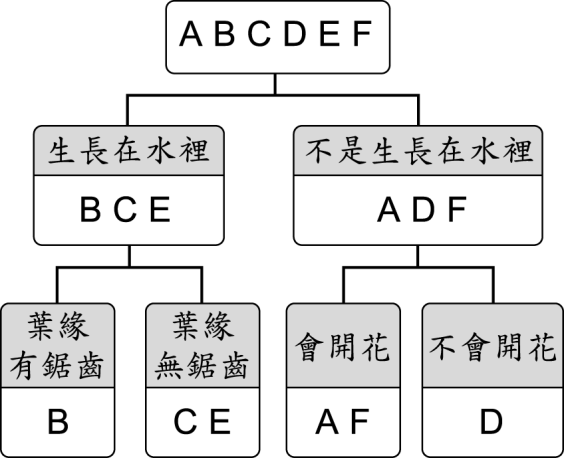 A B C D E F
生長在水裡
不是生長在水裡
B C E
A D F
葉緣
有鋸齒
葉緣
無鋸齒
會開花
不會開花
B
C E
A F
D